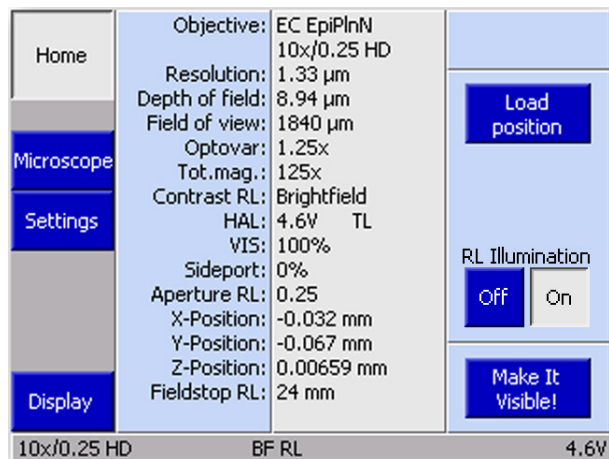 Home
Microscope
Settings
Display
Objective: EC EpiPlnN
10x/0.25 HD
Resolution: 1.33 µm
Depth of field: 8.94 µm
Field of view: 1840 µm
Optovar: 1.25x
Tot.mag.: 125x
Contrast RL: Brightfield
HAL: 4.6V TL
VIS: 100%
Sideport: 0%
Aperture RL: 0.25
X-Position: -0.032 mm
Y-Position: -0.067 mm
Z-Position: 0.00659 mm
Fieldstop RL: 24 mm
Load
position
RL Illumination
Off On
Make It
Visible!
10x/0.25 HD BF RL 4.6V